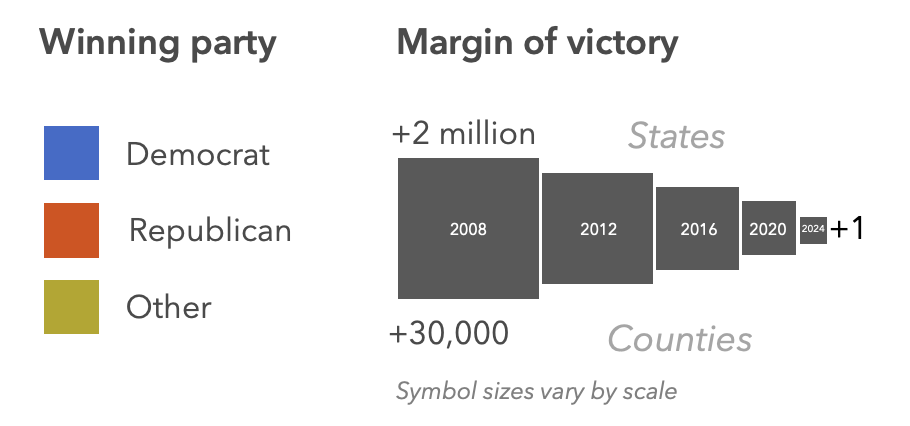 Winning party
Democrat
Republican
Other
Margin of victory
+2 million
States
2008
2012
2016
2020
2024
+1
+30,000
Counties
Symbol sizes vary by scale